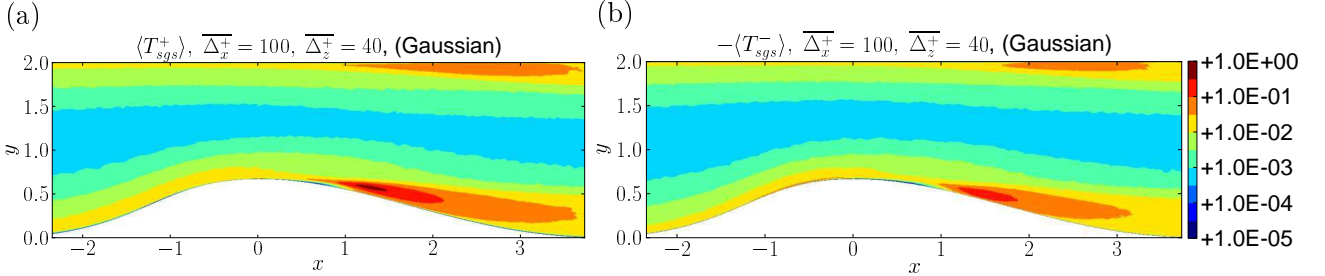 (a)
⟨T⁺sgs⟩, Δ⁺x = 100, Δ⁺z = 40, (Gaussian)
2.0
1.5
1.0
0.5
0.0
y
−2 −1 0 1 2 3
x
(b)
−⟨T⁻sgs⟩, Δ⁺x = 100, Δ⁺z = 40, (Gaussian)
2.0
1.5
1.0
0.5
0.0
y
−2 −1 0 1 2 3
x
+1.0E+00
+1.0E-01
+1.0E-02
+1.0E-03
+1.0E-04
+1.0E-05